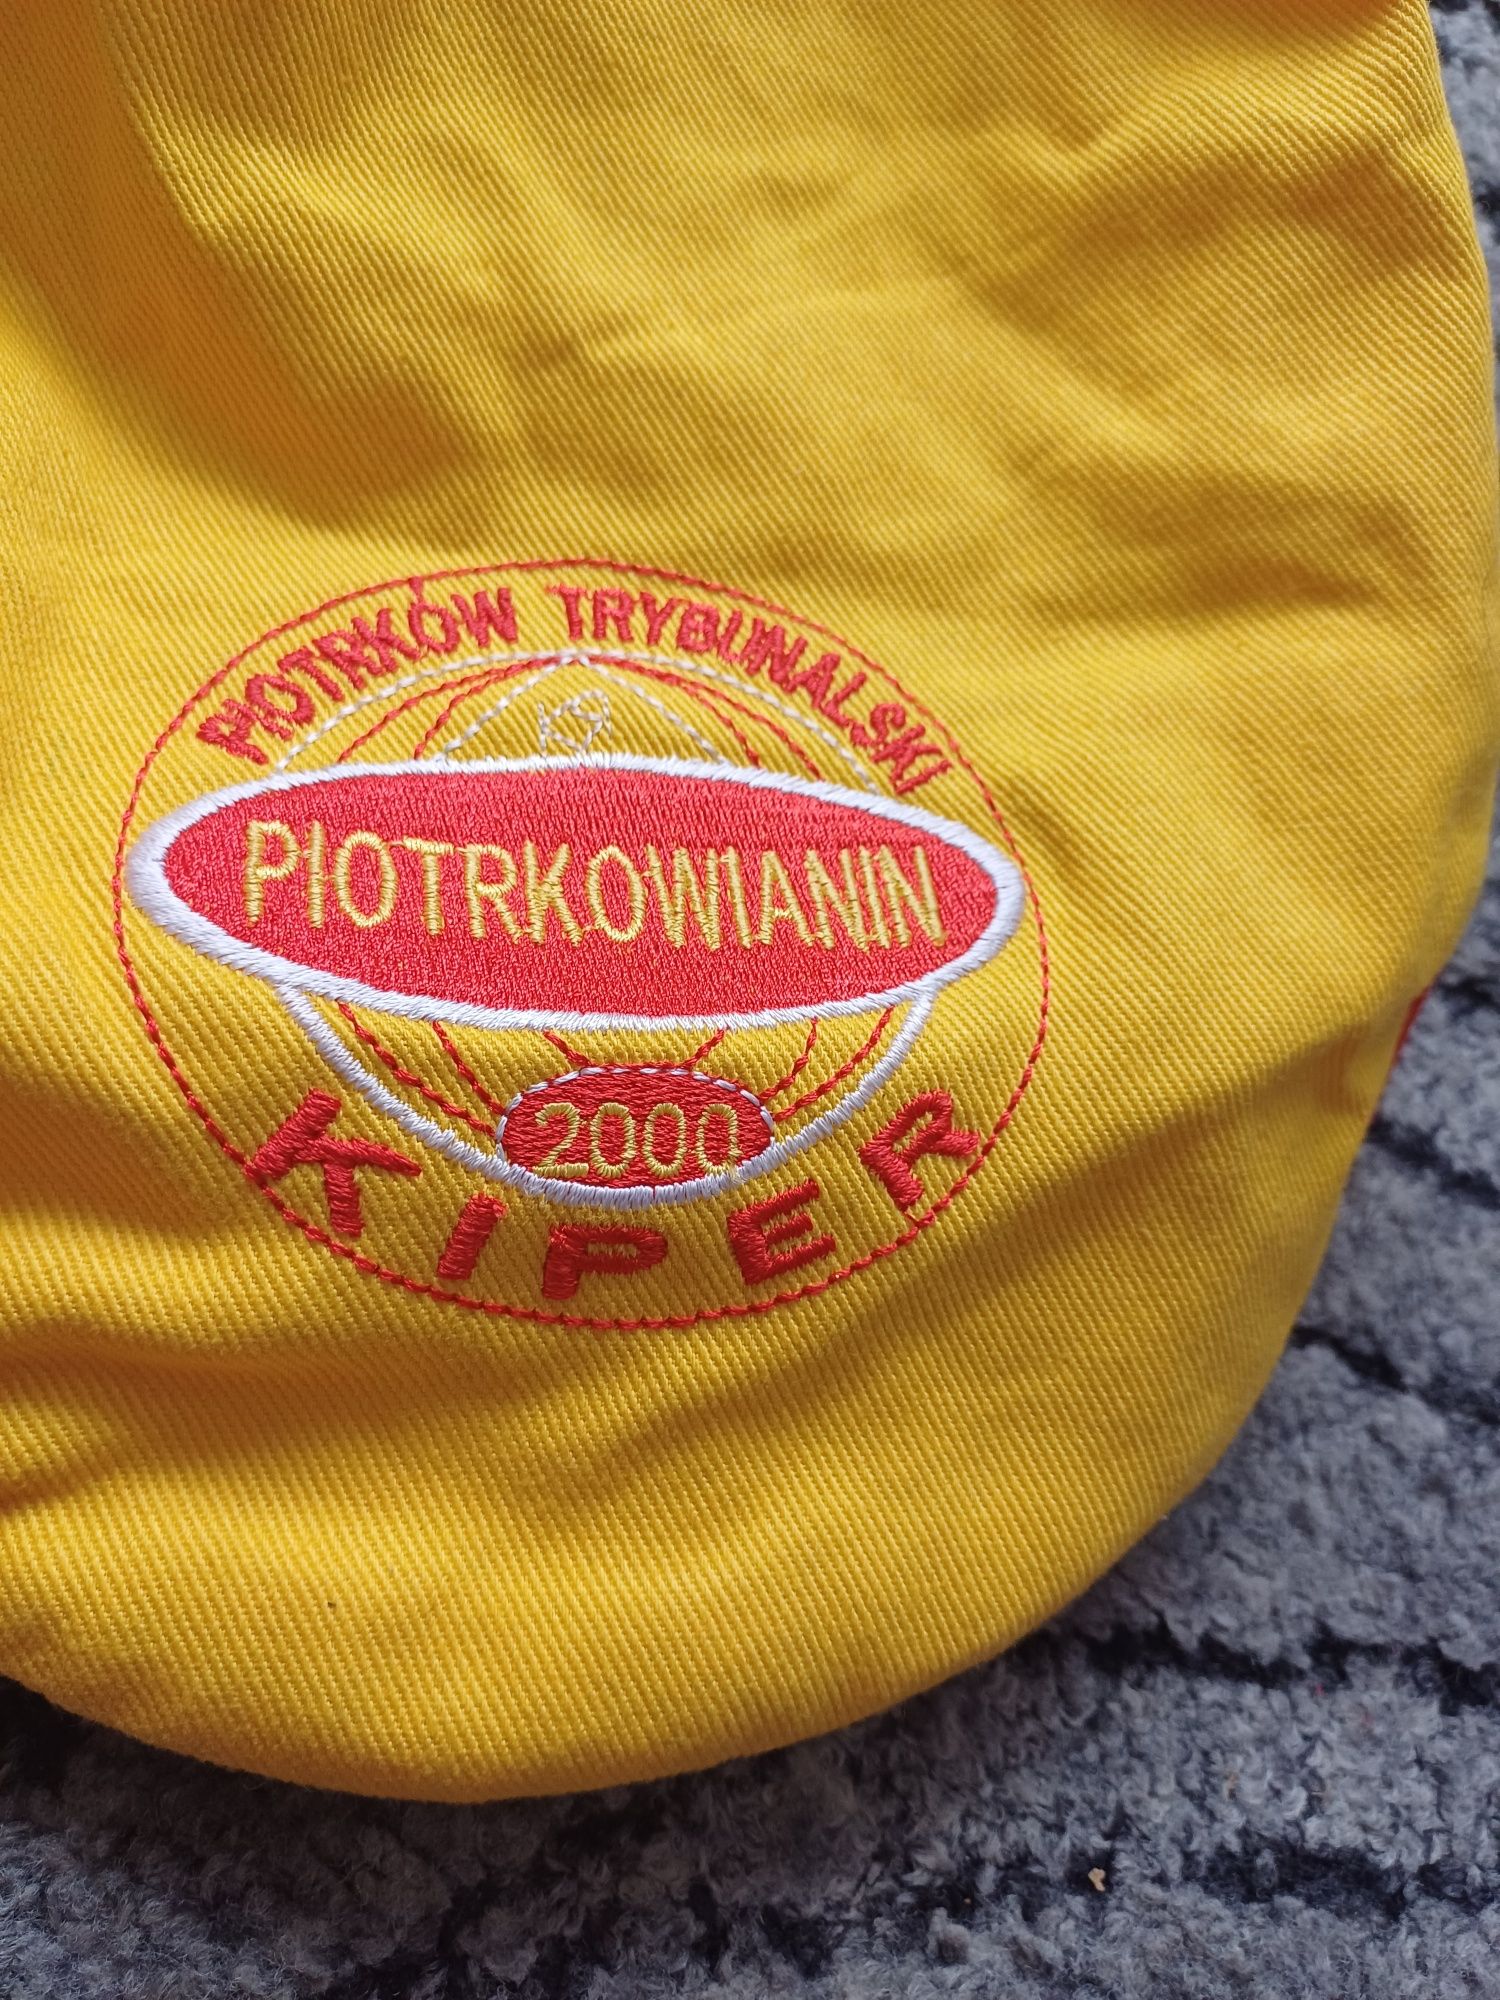 PIOTRKÓW TRYBUNALSKI
PIOTRKOWIANIN
2000
KIPER